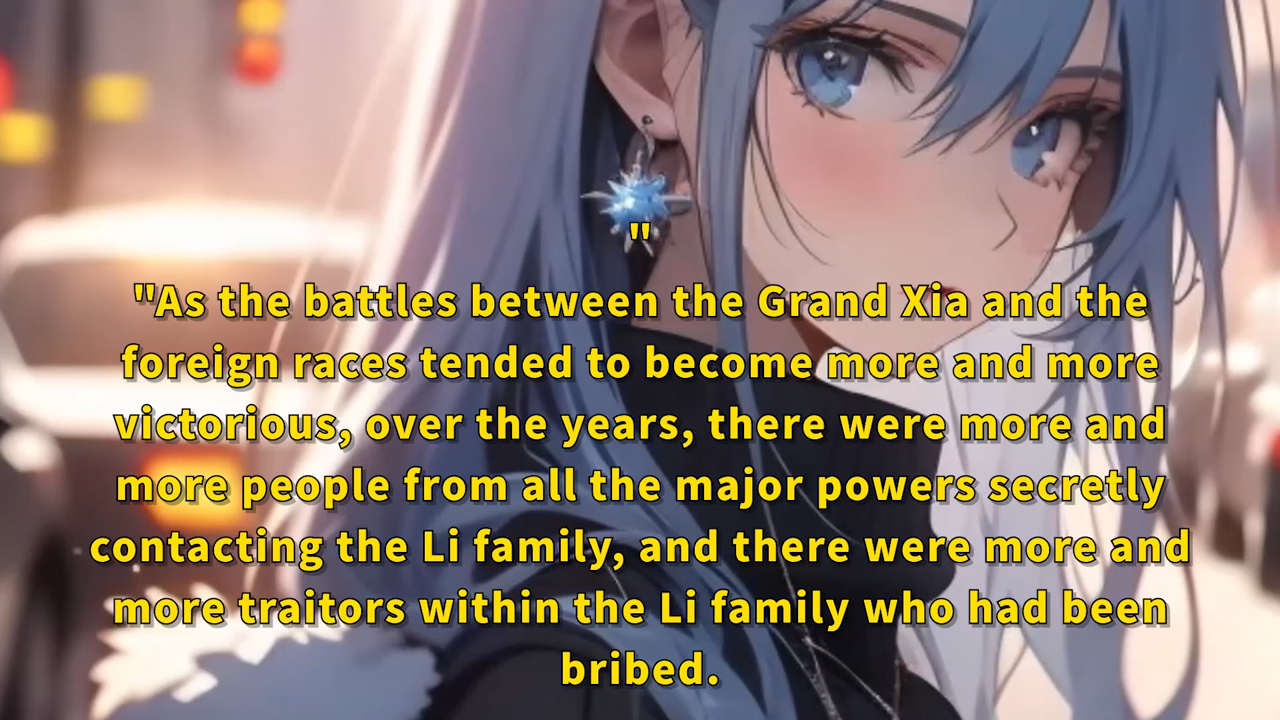 "
"As the battles between the Grand Xia and the
foreign races tended to become more and more
victorious, over the years, there were more and
more people from all the major powers secretly
contacting the Li family, and there were more and
more traitors within the Li family who had been
bribed.